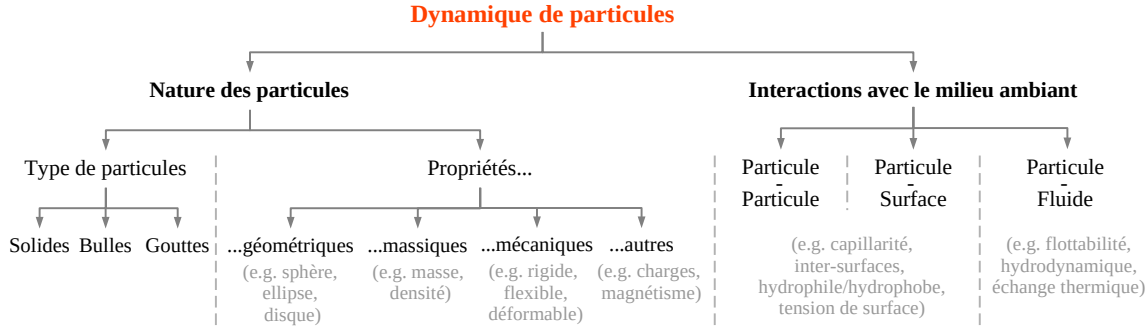 Dynamique de particules
Nature des particules
Interactions avec le milieu ambiant
Type de particules
Propriétés...
Particule
-
Particule
Particule
-
Surface
Particule
-
Fluide
Solides
Bulles
Gouttes
...géométriques
(e.g. sphère,
ellipse,
disque)
...massiques
(e.g. masse,
densité)
...mécaniques
(e.g. rigide,
flexible,
déformable)
...autres
(e.g. charges,
magnétisme)
(e.g. capillarité,
inter-surfaces,
hydrophile/hydrophobe,
tension de surface)
(e.g. flottabilité,
hydrodynamique,
échange thermique)